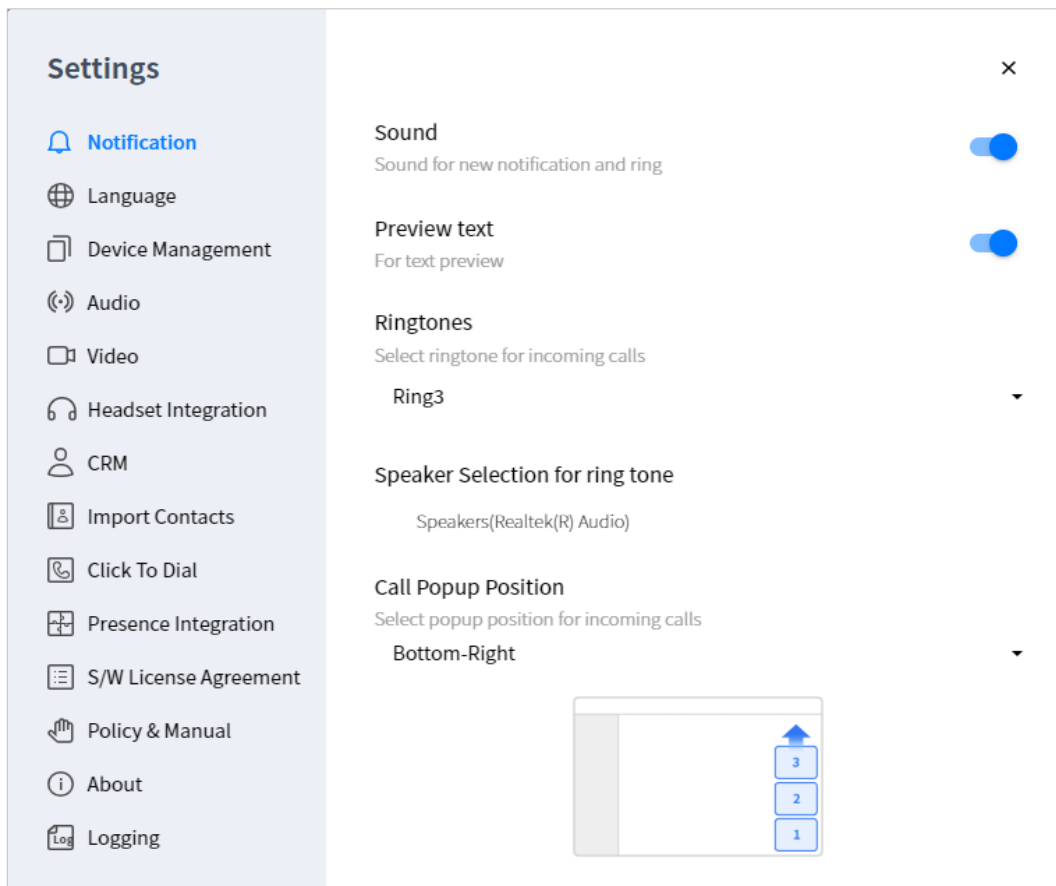 Settings
Notification
Language
Device Management
Audio
Video
Headset Integration
CRM
Import Contacts
Click To Dial
Presence Integration
S/W License Agreement
Policy & Manual
About
Log
Logging
Sound
Sound for new notification and ring
Preview text
For text preview
Ringtones
Select ringtone for incoming calls
Ring3
Speaker Selection for ring tone
Speakers(Realtek(R) Audio)
Call Popup Position
Select popup position for incoming calls
Bottom-Right
3
2
1